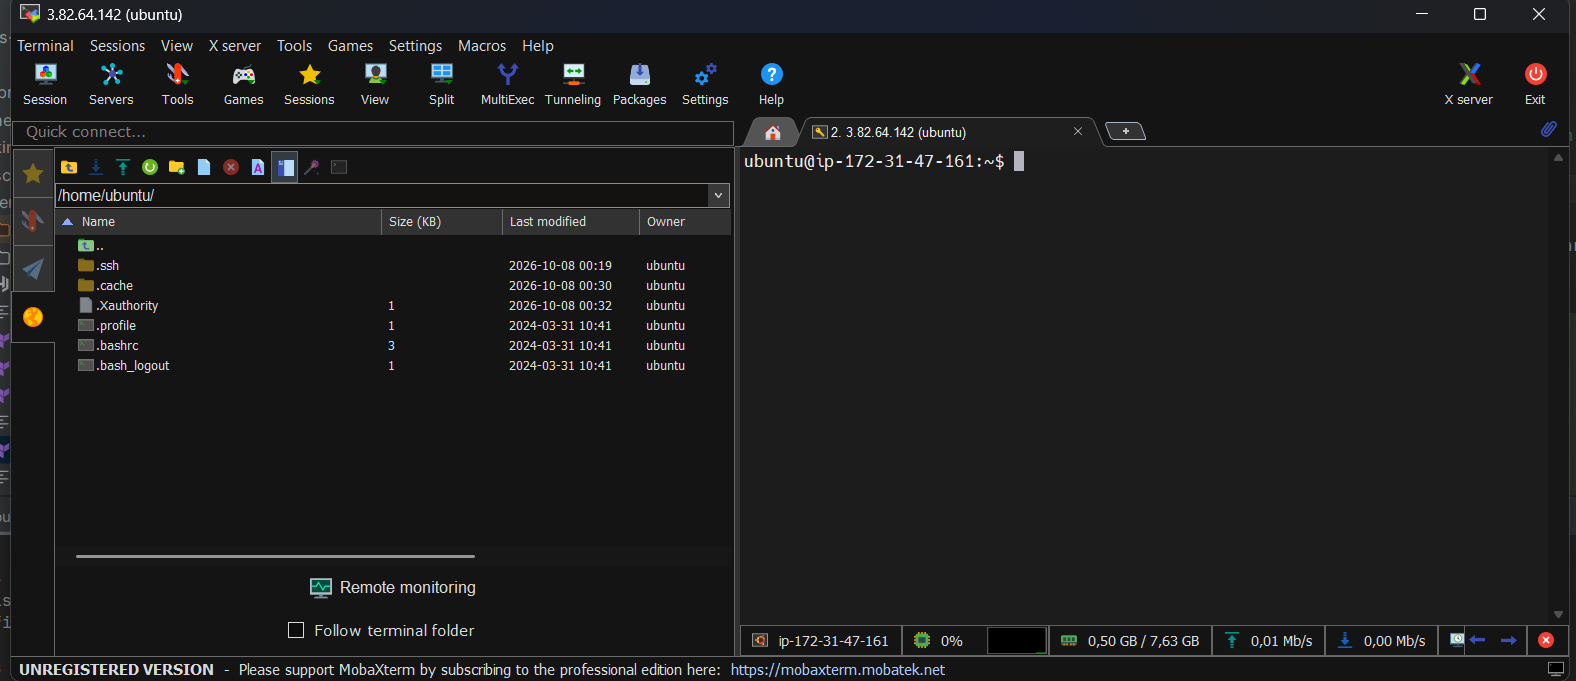 3.82.64.142 (ubuntu)
Terminal Sessions View X server Tools Games Settings Macros Help
Session Servers Tools Games Sessions View Split MultiExec Tunneling Packages Settings Help X server Exit
Quick connect...
2. 3.82.64.142 (ubuntu)
/home/ubuntu/
Name Size (KB) Last modified Owner
..
.ssh 2026-10-08 00:19 ubuntu
.cache 2026-10-08 00:30 ubuntu
.Xauthority 1 2026-10-08 00:32 ubuntu
.profile 1 2024-03-31 10:41 ubuntu
.bashrc 3 2024-03-31 10:41 ubuntu
.bash_logout 1 2024-03-31 10:41 ubuntu
Remote monitoring
Follow terminal folder
ubuntu@ip-172-31-47-161:~$
ip-172-31-47-161 0% 0,50 GB / 7,63 GB 0,01 Mb/s 0,00 Mb/s
UNREGISTERED VERSION - Please support MobaXterm by subscribing to the professional edition here: https://mobaxterm.mobatek.net